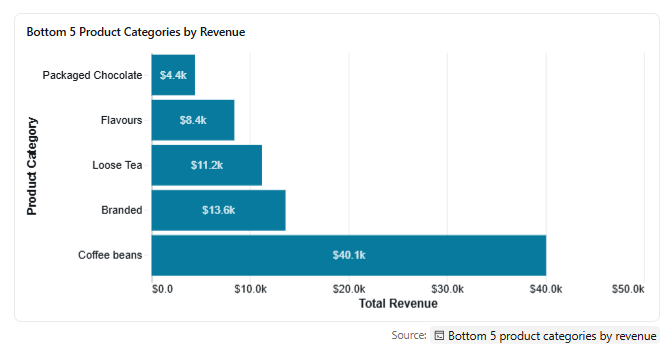 Bottom 5 Product Categories by Revenue
Product Category
Packaged Chocolate
$4.4k
Flavours
$8.4k
Loose Tea
$11.2k
Branded
$13.6k
Coffee beans
$40.1k
$0.0
$10.0k
$20.0k
$30.0k
$40.0k
$50.0k
Total Revenue
Source: Bottom 5 product categories by revenue